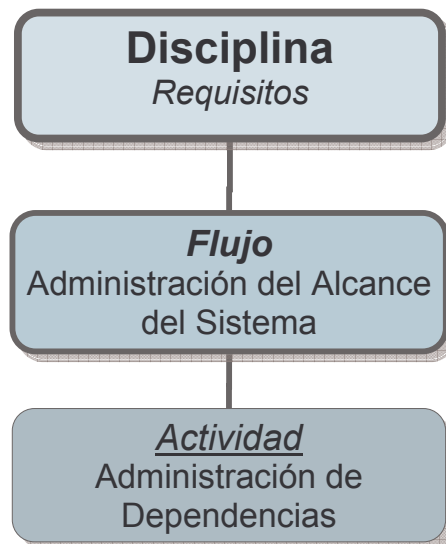 Disciplina
Requisitos
Flujo
Administración del Alcance
del Sistema
Actividad
Administración de
Dependencias